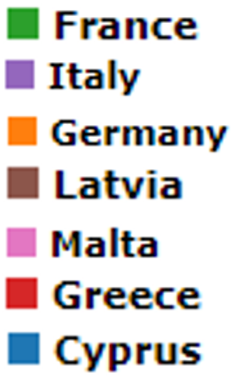 France
Italy
Germany
Latvia
Malta
Greece
Cyprus